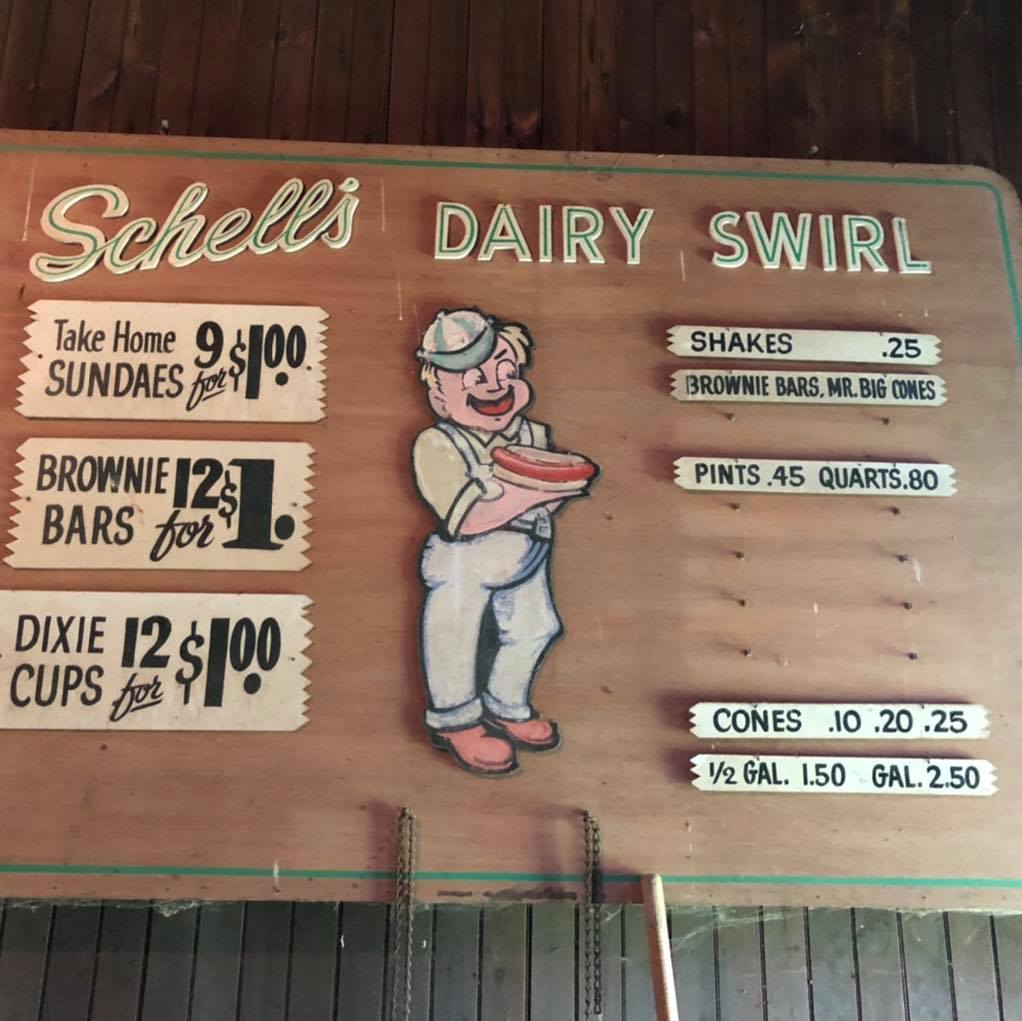 Schell's DAIRY SWIRL
Take Home 9 for $1.00
SUNDAES
BROWNIE 12 for $1.
BARS
DIXIE 12 for $1.00
CUPS
SHAKES .25
BROWNIE BARS, MR. BIG CONES
PINTS .45 QUARTS .80
CONES .10 .20 .25
1/2 GAL. 1.50 GAL. 2.50